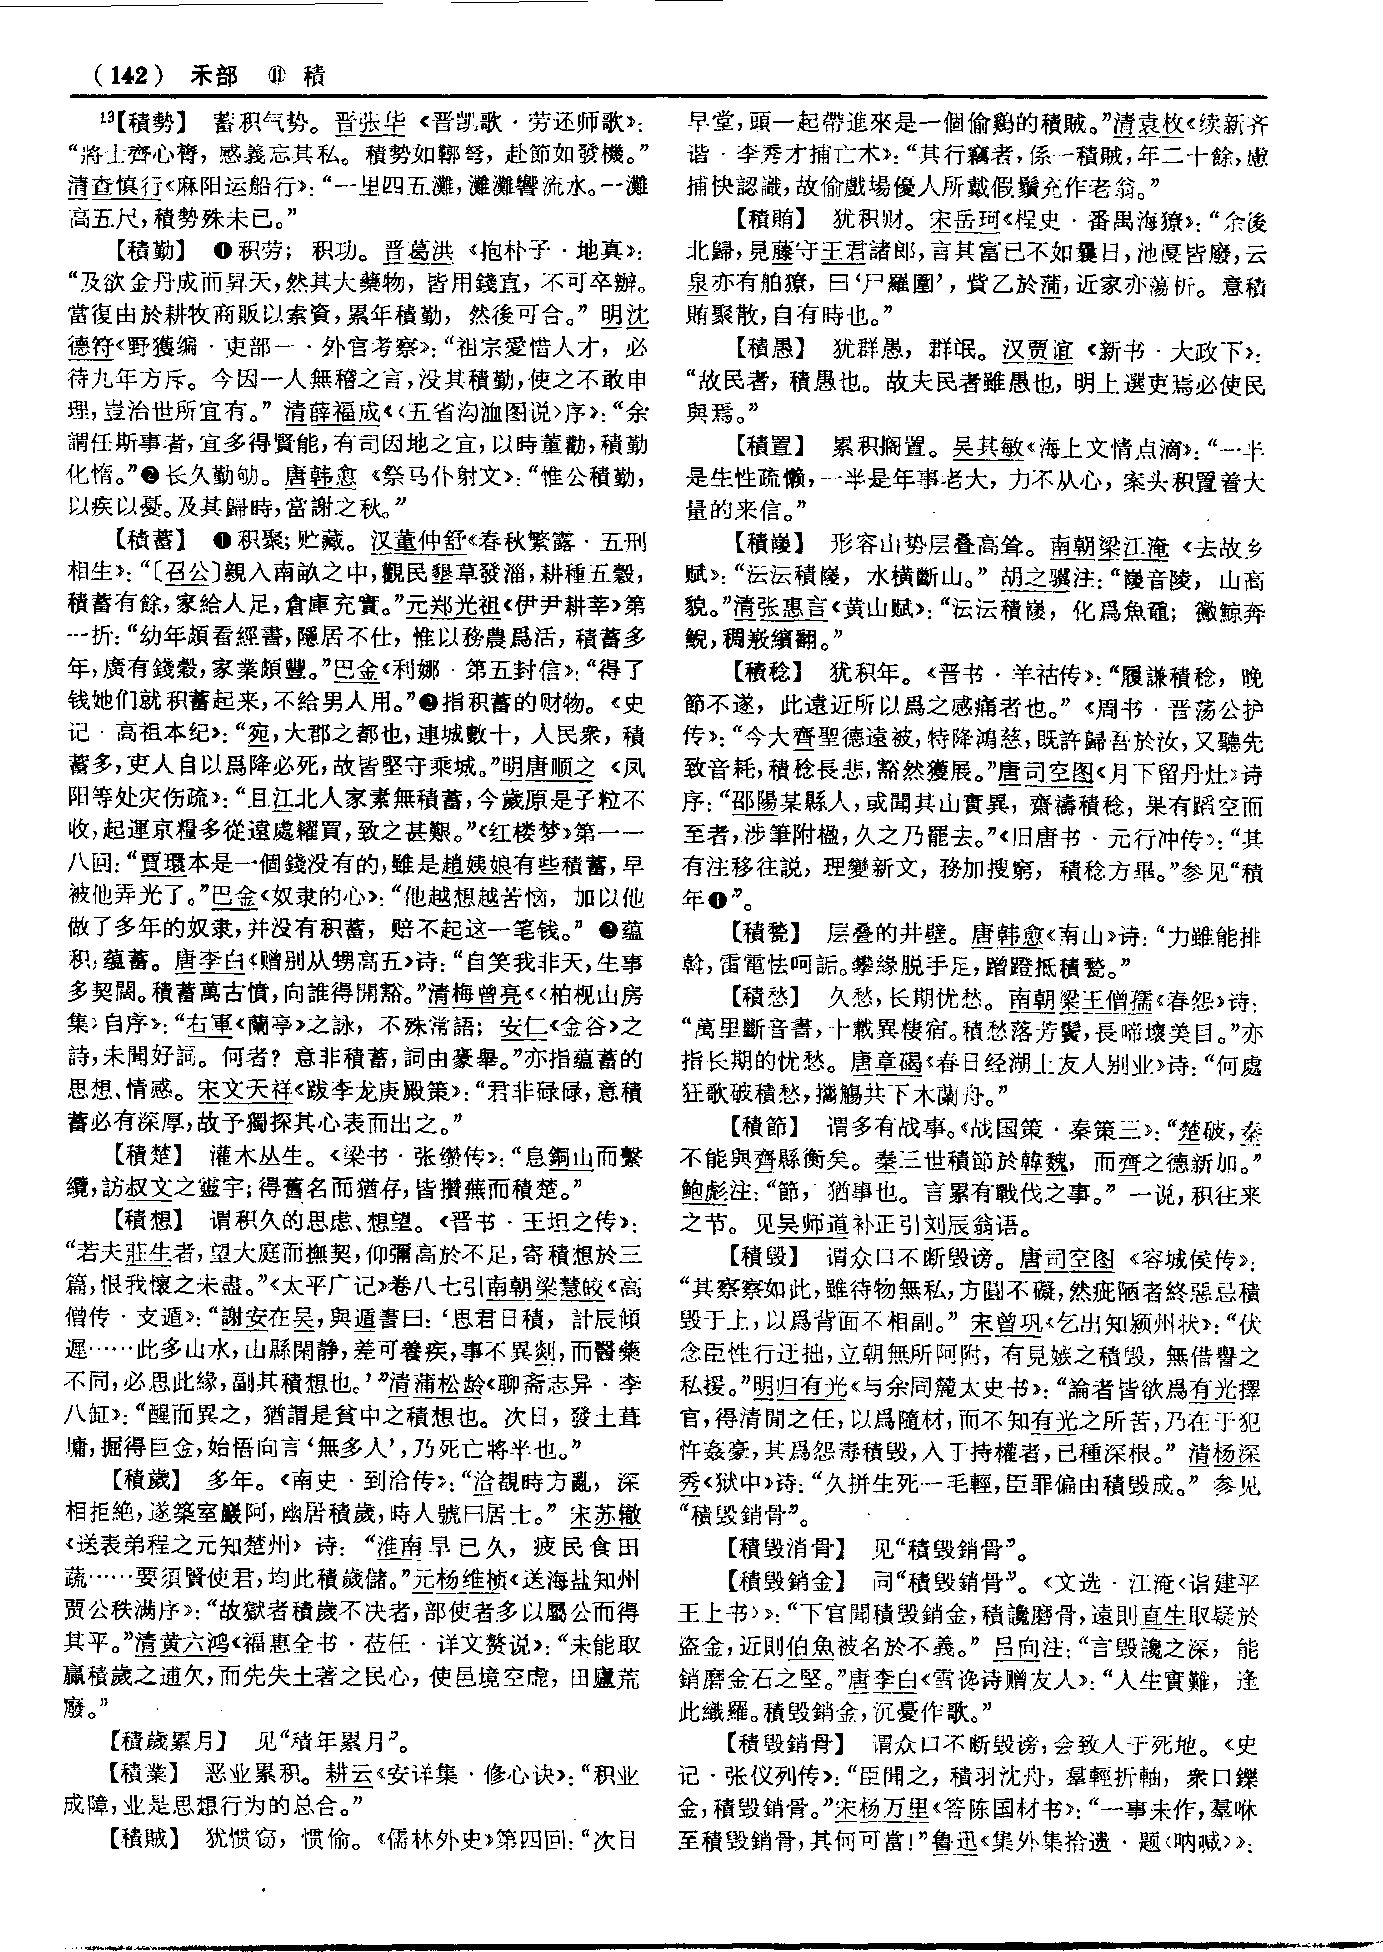 （142） 禾部 ⑪ 積
¹³【積勢】 蓄积气势。晋张华《晋凯歌·劳还师歌》：
“將士齊心膂，感義忘其私。積勢如鞹弩，赴節如發機。”
清查慎行《麻阳运船行》：“一里四五灘，灘灘響流水。一灘
高五尺，積勢殊未已。”
【積勤】 ❶积劳；积功。晋葛洪《抱朴子·地真》：
“及欲金丹成而昇天，然其大藥物，皆用錢直，不可卒辦。
當復由於耕牧商販以索資，累年積勤，然後可合。”明沈
德符《野獲编·吏部一·外官考察》：“祖宗愛惜人才，必
待九年方斥。今因一人無稽之言，没其積勤，使之不敢申
理，豈治世所宜有。”清薛福成《〈五省沟洫图说〉序》：“余
謂任斯事者，宜多得賢能，有司因地之宜，以時董勸，積勤
化惰。”❷长久勤劬。唐韩愈《祭马仆射文》：“惟公積勤，
以疾以憂。及其歸時，當謝之秋。”
【積蓄】 ❶积聚；贮藏。汉董仲舒《春秋繁露·五刑
相生》：“〔召公〕親入南畝之中，觀民墾草發淄，耕種五穀，
積蓄有餘，家給人足，倉庫充實。”元郑光祖《伊尹耕莘》第
一折：“幼年頗看經書，隱居不仕，惟以務農爲活，積蓄多
年，廣有錢穀，家業頗豐。”巴金《利娜·第五封信》：“得了
钱她们就积蓄起来，不给男人用。”❷指积蓄的财物。《史
记·高祖本纪》：“宛，大郡之都也，連城數十，人民衆，積
蓄多，吏人自以爲降必死，故皆堅守乘城。”明唐顺之《凤
阳等处灾伤疏》：“且江北人家素無積蓄，今歲原是子粒不
收，起運京糧多從遠處糴買，致之甚艱。”《红楼梦》第一一
八回：“賈環本是一個錢没有的，雖是趙姨娘有些積蓄，早
被他弄光了。”巴金《奴隶的心》：“他越想越苦恼，加以他
做了多年的奴隶，并没有积蓄，赔不起这一笔钱。”❸蕴
积；蕴蓄。唐李白《赠别从甥高五》诗：“自笑我非夫，生事
多契闊。積蓄萬古憤，向誰得開豁。”清梅曾亮《〈柏枧山房
集〉自序》：“右軍《蘭亭》之詠，不殊常語；安仁《金谷》之
詩，未聞好詞。何者？意非積蓄，詞由豪舉。”亦指蕴蓄的
思想、情感。宋文天祥《跋李龙庚殿策》：“君非碌碌，意積
蓄必有深厚，故予獨探其心表而出之。”
【積楚】 灌木丛生。《梁书·张缵传》：“息銅山而繫
纜，訪叔文之靈宇；得舊名而猶存，皆攢蕪而積楚。”
【積想】 谓积久的思虑、想望。《晋书·王坦之传》：
“若夫莊生者，望大庭而撫契，仰彌高於不足，寄積想於三
篇，恨我懷之未盡。”《太平广记》卷八七引南朝梁慧皎《高
僧传·支遁》：“謝安在吴，與遁書曰：‘思君日積，計辰傾
遲……此多山水，山縣閑静，差可養疾，事不異剡，而醫藥
不同，必思此緣，副其積想也。’”清蒲松龄《聊斋志异·李
八缸》：“醒而異之，猶謂是貧中之積想也。次日，發土葺
墉，掘得巨金，始悟向言‘無多人’，乃死亡將半也。”
【積歲】 多年。《南史·到洽传》：“洽覩時方亂，深
相拒絶，遂築室巖阿，幽居積歲，時人號曰居士。”宋苏辙
《送表弟程之元知楚州》诗：“淮南旱已久，疲民食田
蔬……要須賢使君，均此積歲儲。”元杨维桢《送海盐知州
贾公秩满序》：“故獄者積歲不决者，部使者多以屬公而得
其平。”清黄六鸿《福惠全书·莅任·详文赘说》：“未能取
贏積歲之逋欠，而先失土著之民心，使邑境空虚，田廬荒
廢。”
【積歲累月】 见“積年累月”。
【積業】 恶业累积。耕云《安详集·修心诀》：“积业
成障，业是思想行为的总合。”
【積賊】 犹惯窃，惯偷。《儒林外史》第四回：“次日
早堂，頭一起帶進來是一個偷鷄的積賊。”清袁枚《续新齐
谐·李秀才捕亡术》：“其行竊者，係一積賊，年二十餘，慮
捕快認識，故偷戲場優人所戴假鬚充作老翁。”
【積賄】 犹积财。宋岳珂《桯史·番禺海獠》：“余後
北歸，見藤守王君諸郎，言其富已不如曩日，池匽皆廢，云
泉亦有舶獠，曰‘尸羅圍’，貲乙於蒲，近家亦蕩析。意積
賄聚散，自有時也。”
【積愚】 犹群愚，群氓。汉贾谊《新书·大政下》：
“故民者，積愚也。故夫民者雖愚也，明上選吏焉必使民
與焉。”
【積置】 累积搁置。吴其敏《海上文情点滴》：“一半
是生性疏懒，一半是年事老大，力不从心，案头积置着大
量的来信。”
【積㥄】 形容山势层叠高耸。南朝梁江淹《去故乡
赋》：“沄沄積陵，水横斷山。”胡之骥注：“音陵，山高
貌。”清张惠言《黄山赋》：“沄沄積，化爲魚黿；徽鯨奔
鯢，稠嶔繽翻。”
【積稔】 犹积年。《晋书·羊祜传》：“履謙積稔，晚
節不遂，此遠近所以爲之感痛者也。”《周书·晋荡公护
传》：“今大齊聖德遠被，特降鴻慈，既許歸吾於汝，又聽先
致音耗，積稔長悲，豁然獲展。”唐司空图《月下留丹灶》诗
序：“邵陽某縣人，或聞其山實異，齋禱積稔，果有蹈空而
至者，涉筆附楹，久之乃罷去。”《旧唐书·元行冲传》：“其
有注移往説，理變新文，務加搜窮，積稔方畢。”参见“積
年❶”。
【積甃】 层叠的井壁。唐韩愈《南山》诗：“力雖能排
斡，雷電怯呵詬。攀緣脱手足，蹭蹬抵積甃。”
【積愁】 久愁，长期忧愁。南朝梁王僧孺《春怨》诗：
“萬里斷音書，十載異棲宿。積愁落芳鬢，長啼壞美目。”亦
指长期的忧愁。唐章碣《春日经湖上友人别业》诗：“何處
狂歌破積愁，攜觴共下木蘭舟。”
【積節】 谓多有战事。《战国策·秦策三》：“楚破，秦
不能與齊縣衡矣。秦三世積節於韓魏，而齊之德新加。”
鮑彪注：“節，猶事也。言累有戰伐之事。”一说，积往来
之节。见吴师道补正引刘辰翁语。
【積毁】 谓众口不断毁谤。唐司空图《容城侯传》：
“其察察如此，雖待物無私，方圓不礙，然疵陋者終惡忌積
毁于上，以爲背面不相副。”宋曾巩《乞出知颍州状》：“伏
念臣性行迂拙，立朝無所阿附，有見嫉之積毁，無借譽之
私援。”明归有光《与余同麓太史书》：“論者皆欲爲有光擇
官，得清閒之任，以爲隨材，而不知有光之所苦，乃在于犯
忤姦豪，其爲怨毒積毁，入于持權者，已種深根。”清杨深
秀《狱中》诗：“久拼生死一毛輕，臣罪偏由積毁成。”参见
“積毁銷骨”。
【積毁消骨】 见“積毁銷骨”。
【積毁銷金】 同“積毁銷骨”。《文选·江淹〈诣建平
王上书〉》：“下官聞積毁銷金，積讒磨骨，遠則直生取疑於
盗金，近則伯魚被名於不義。”吕向注：“言毁讒之深，能
銷磨金石之堅。”唐李白《雪谗诗赠友人》：“人生實難，逢
此織羅。積毁銷金，沉憂作歌。”
【積毁銷骨】 谓众口不断毁谤，会致人于死地。《史
记·张仪列传》：“臣聞之，積羽沈舟，羣輕折軸，衆口鑠
金，積毁銷骨。”宋杨万里《答陈国材书》：“一事未作，羣咻
至積毁銷骨，其何可當！”鲁迅《集外集拾遗·题〈呐喊〉》：